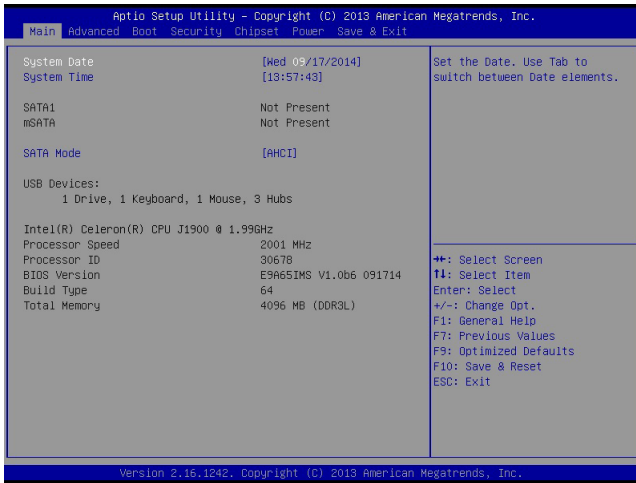 Aptio Setup Utility – Copyright (C) 2013 American Megatrends, Inc.
Main Advanced Boot Security Chipset Power Save & Exit
System Date [Wed 09/17/2014]
System Time [13:57:43]
SATA1 Not Present
mSATA Not Present
SATA Mode [AHCI]
USB Devices:
1 Drive, 1 Keyboard, 1 Mouse, 3 Hubs
Intel(R) Celeron(R) CPU J1900 @ 1.99GHz
Processor Speed 2001 MHz
Processor ID 30678
BIOS Version E9A65IMS V1.0b6 091714
Build Type 64
Total Memory 4096 MB (DDR3L)
Set the Date. Use Tab to
switch between Date elements.
→←: Select Screen
↑↓: Select Item
Enter: Select
+/-: Change Opt.
F1: General Help
F7: Previous Values
F9: Optimized Defaults
F10: Save & Reset
ESC: Exit
Version 2.16.1242. Copyright (C) 2013 American Megatrends, Inc.